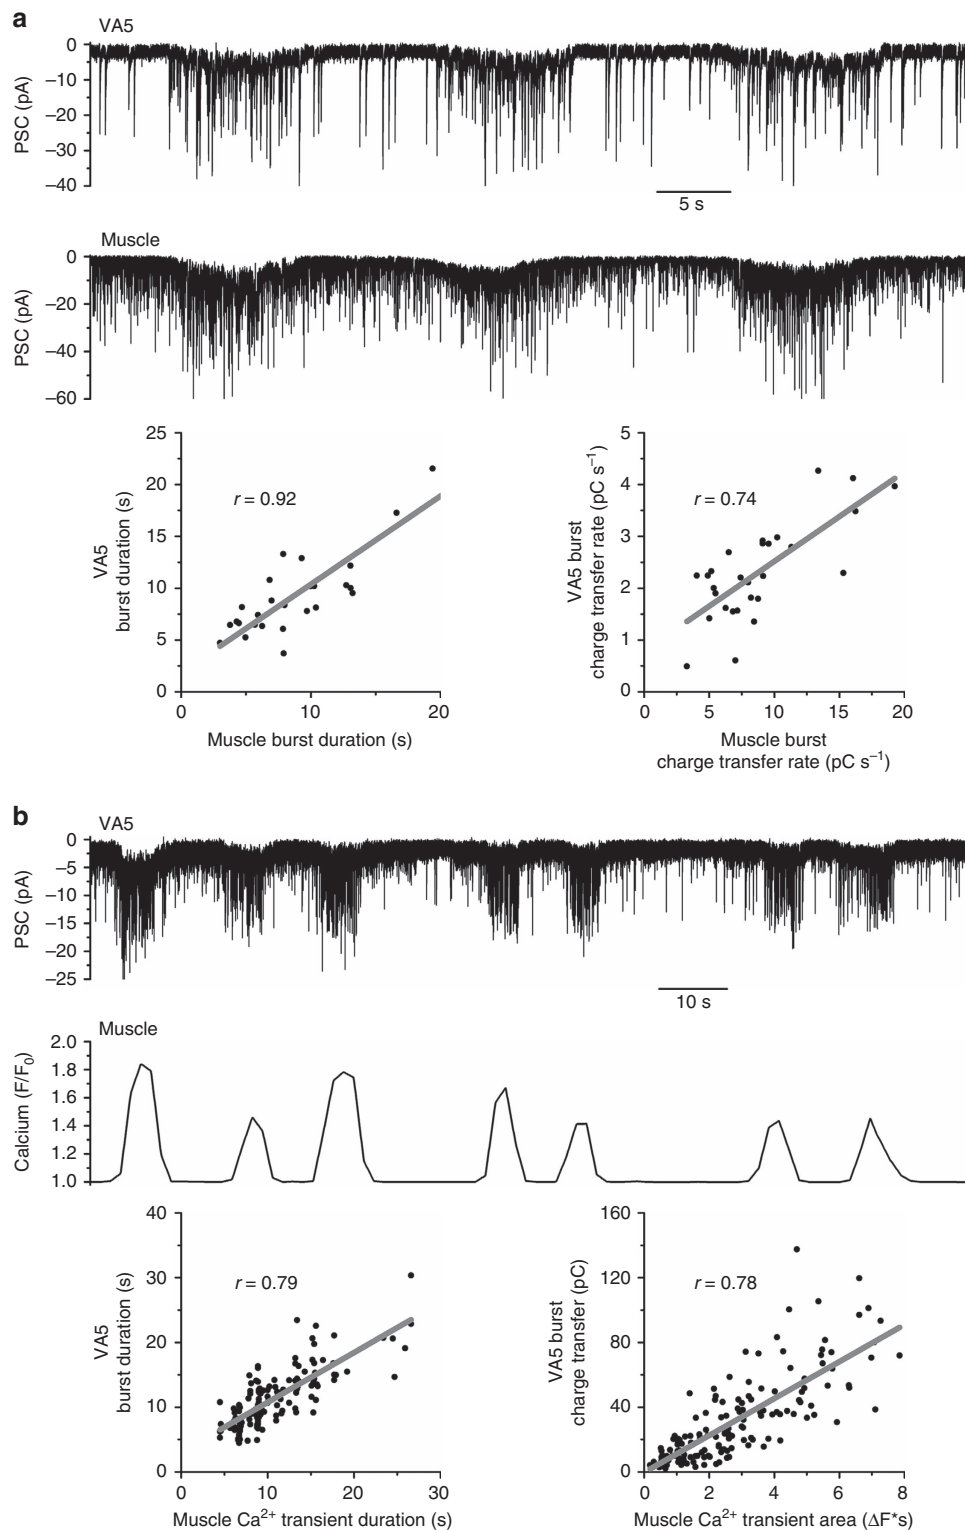 a
VA5
0
–10
–20
–30
–40
PSC (pA)
5 s
Muscle
0
–20
–40
–60
PSC (pA)
25
20
15
10
5
0
VA5
burst duration (s)
r = 0.92
0 10 20
Muscle burst duration (s)
5
4
3
2
1
0
VA5 burst
charge transfer rate (pC s⁻¹)
r = 0.74
0 5 10 15 20
Muscle burst
charge transfer rate (pC s⁻¹)
b
VA5
0
–5
–10
–15
–20
–25
PSC (pA)
10 s
Muscle
2.0
1.8
1.6
1.4
1.2
1.0
Calcium (F/F₀)
40
30
20
10
0
VA5
burst duration (s)
r = 0.79
0 10 20 30
Muscle Ca²⁺ transient duration (s)
160
120
80
40
0
VA5 burst
charge transfer (pC)
r = 0.78
0 2 4 6 8
Muscle Ca²⁺ transient area (ΔF*s)